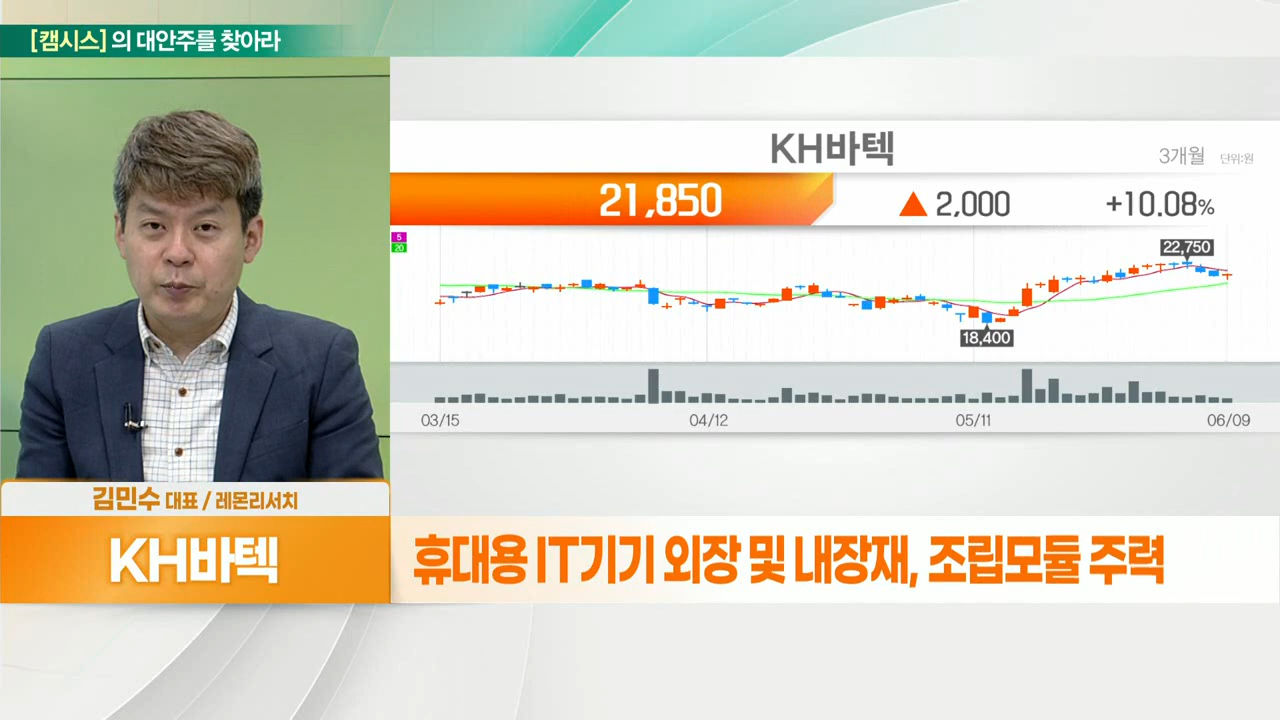 [캠시스]의 대안주를 찾아라
KH바텍
3개월 단위:원
21,850 ▲ 2,000 +10.08%
5
20
22,750
18,400
03/15 04/12 05/11 06/09
김민수 대표 / 레몬리서치
KH바텍
휴대용 IT기기 외장 및 내장재, 조립모듈 주력